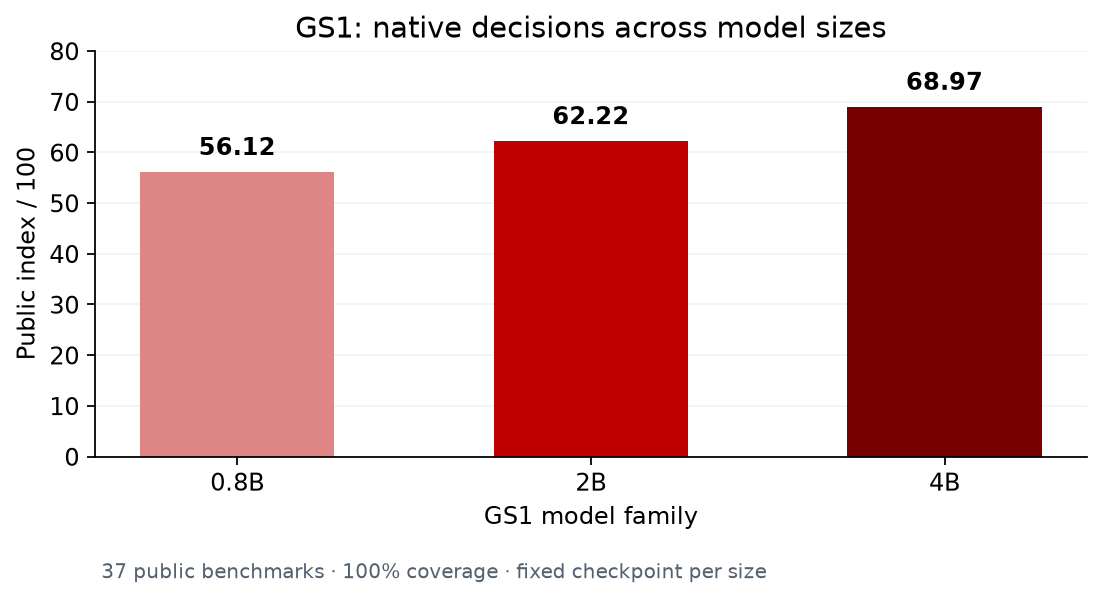 GS1: native decisions across model sizes
Public index / 100
80
70
60
50
40
30
20
10
0
56.12
62.22
68.97
0.8B
2B
4B
GS1 model family
37 public benchmarks · 100% coverage · fixed checkpoint per size